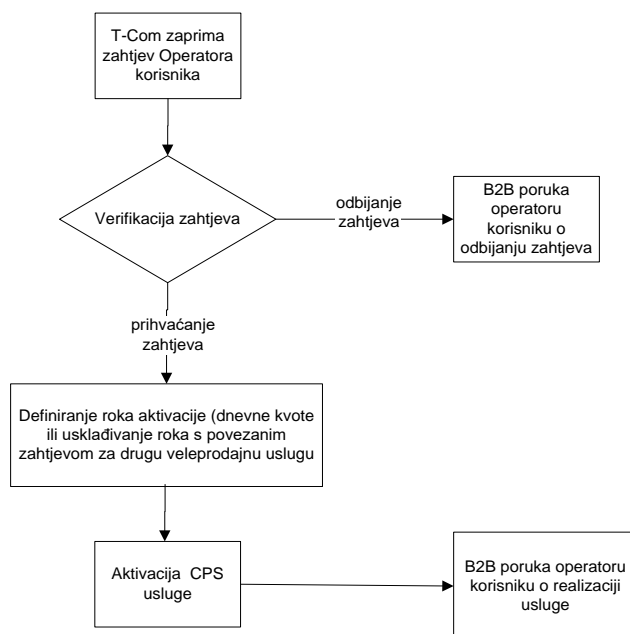 T-Com zaprima
zahtjev Operatora
korisnika
Verifikacija zahtjeva
odbijanje
zahtjeva
B2B poruka
operatoru
korisniku o
odbijanju zahtjeva
prihvaćanje
zahtjeva
Definiranje roka aktivacije (dnevne kvote
ili usklađivanje roka s povezanim
zahtjevom za drugu veleprodajnu uslugu
Aktivacija CPS
usluge
B2B poruka operatoru
korisniku o realizaciji
usluge